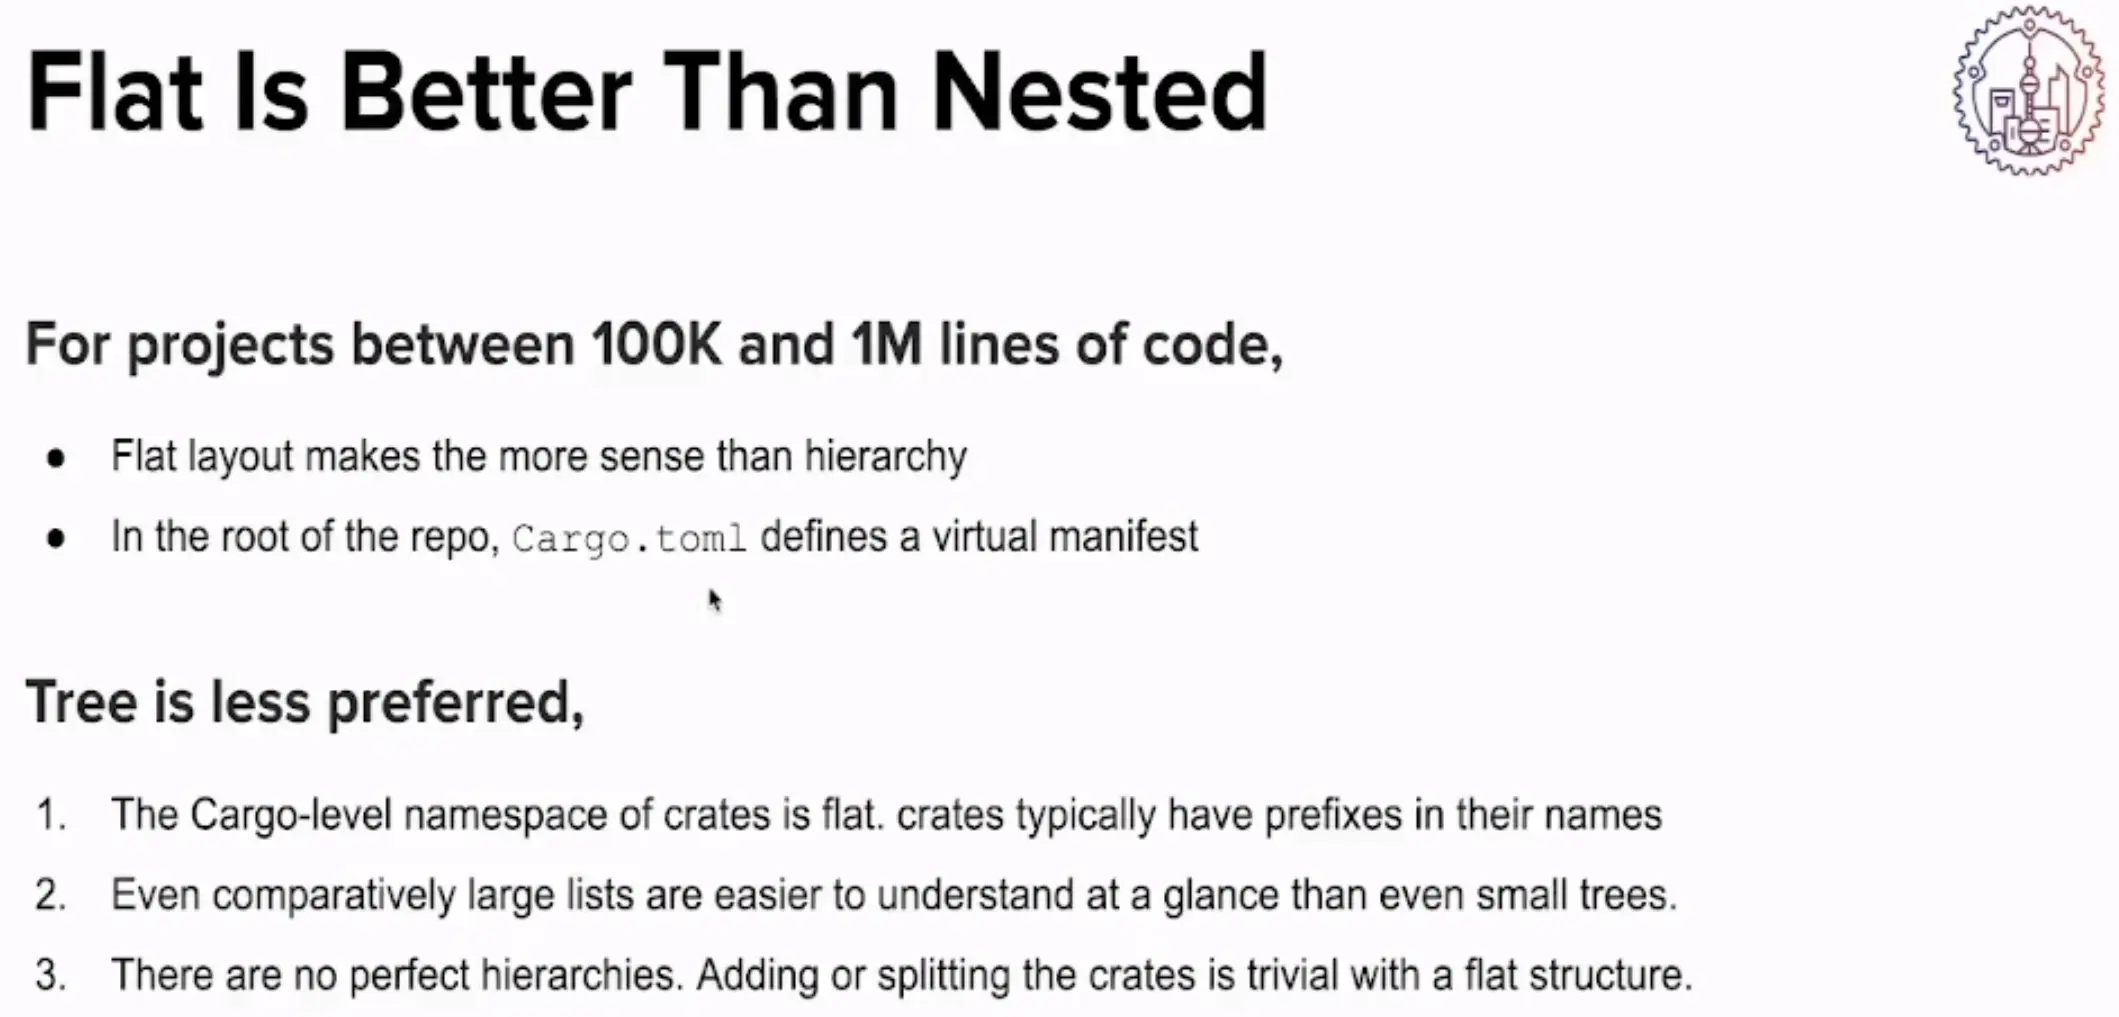 Flat Is Better Than Nested
For projects between 100K and 1M lines of code,
● Flat layout makes the more sense than hierarchy
● In the root of the repo, Cargo.toml defines a virtual manifest
Tree is less preferred,
1. The Cargo-level namespace of crates is flat. crates typically have prefixes in their names
2. Even comparatively large lists are easier to understand at a glance than even small trees.
3. There are no perfect hierarchies. Adding or splitting the crates is trivial with a flat structure.